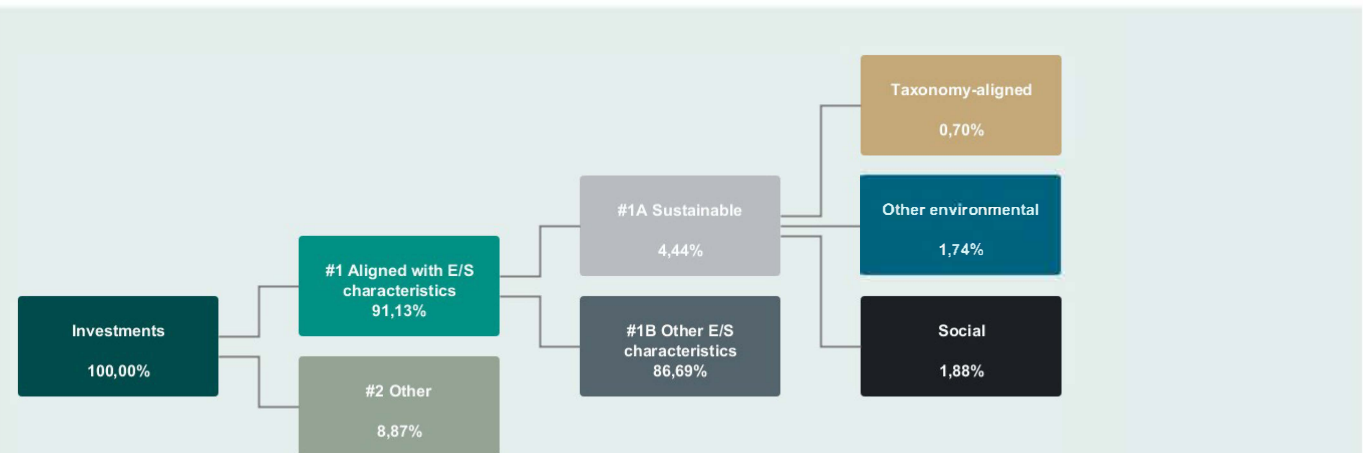 Investments
100,00%
#1 Aligned with E/S
characteristics
91,13%
#2 Other
8,87%
#1A Sustainable
4,44%
#1B Other E/S
characteristics
86,69%
Taxonomy-aligned
0,70%
Other environmental
1,74%
Social
1,88%